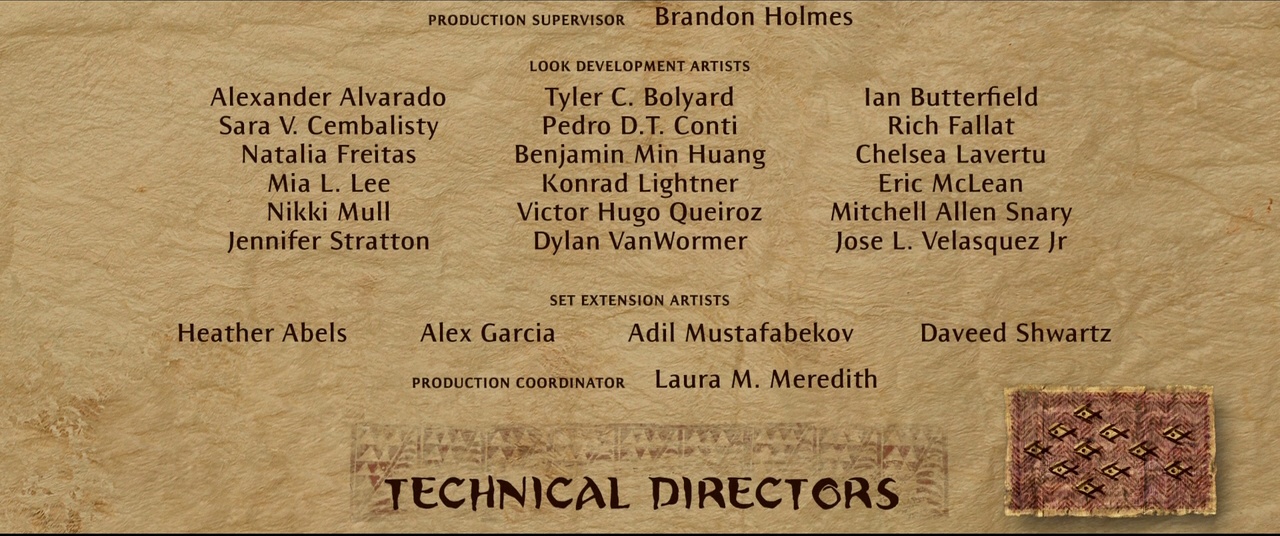 PRODUCTION SUPERVISOR Brandon Holmes
LOOK DEVELOPMENT ARTISTS
Alexander Alvarado Tyler C. Bolyard Ian Butterfield
Sara V. Cembalisty Pedro D.T. Conti Rich Fallat
Natalia Freitas Benjamin Min Huang Chelsea Lavertu
Mia L. Lee Konrad Lightner Eric McLean
Nikki Mull Victor Hugo Queiroz Mitchell Allen Snary
Jennifer Stratton Dylan VanWormer Jose L. Velasquez Jr
SET EXTENSION ARTISTS
Heather Abels Alex Garcia Adil Mustafabekov Daveed Shwartz
PRODUCTION COORDINATOR Laura M. Meredith
TECHNICAL DIRECTORS